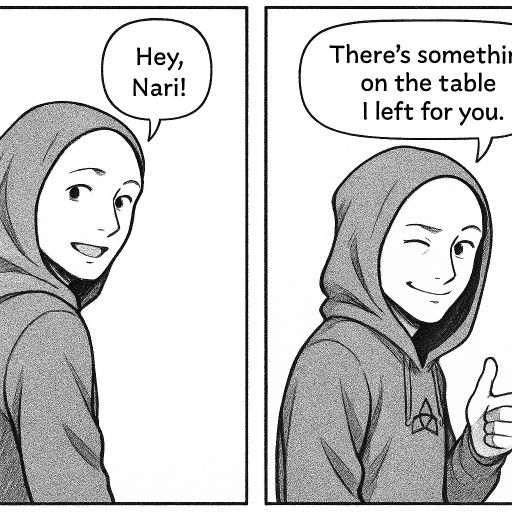 Hey,
Nari!
There's somethin
on the table
I left for you.